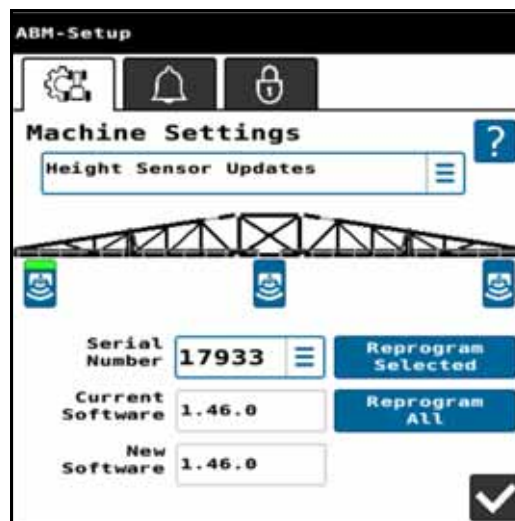 ABM-Setup
Machine Settings
?
Height Sensor Updates
Serial
Number
17933
Reprogram
Selected
Current
Software
1.46.0
Reprogram
All
New
Software
1.46.0